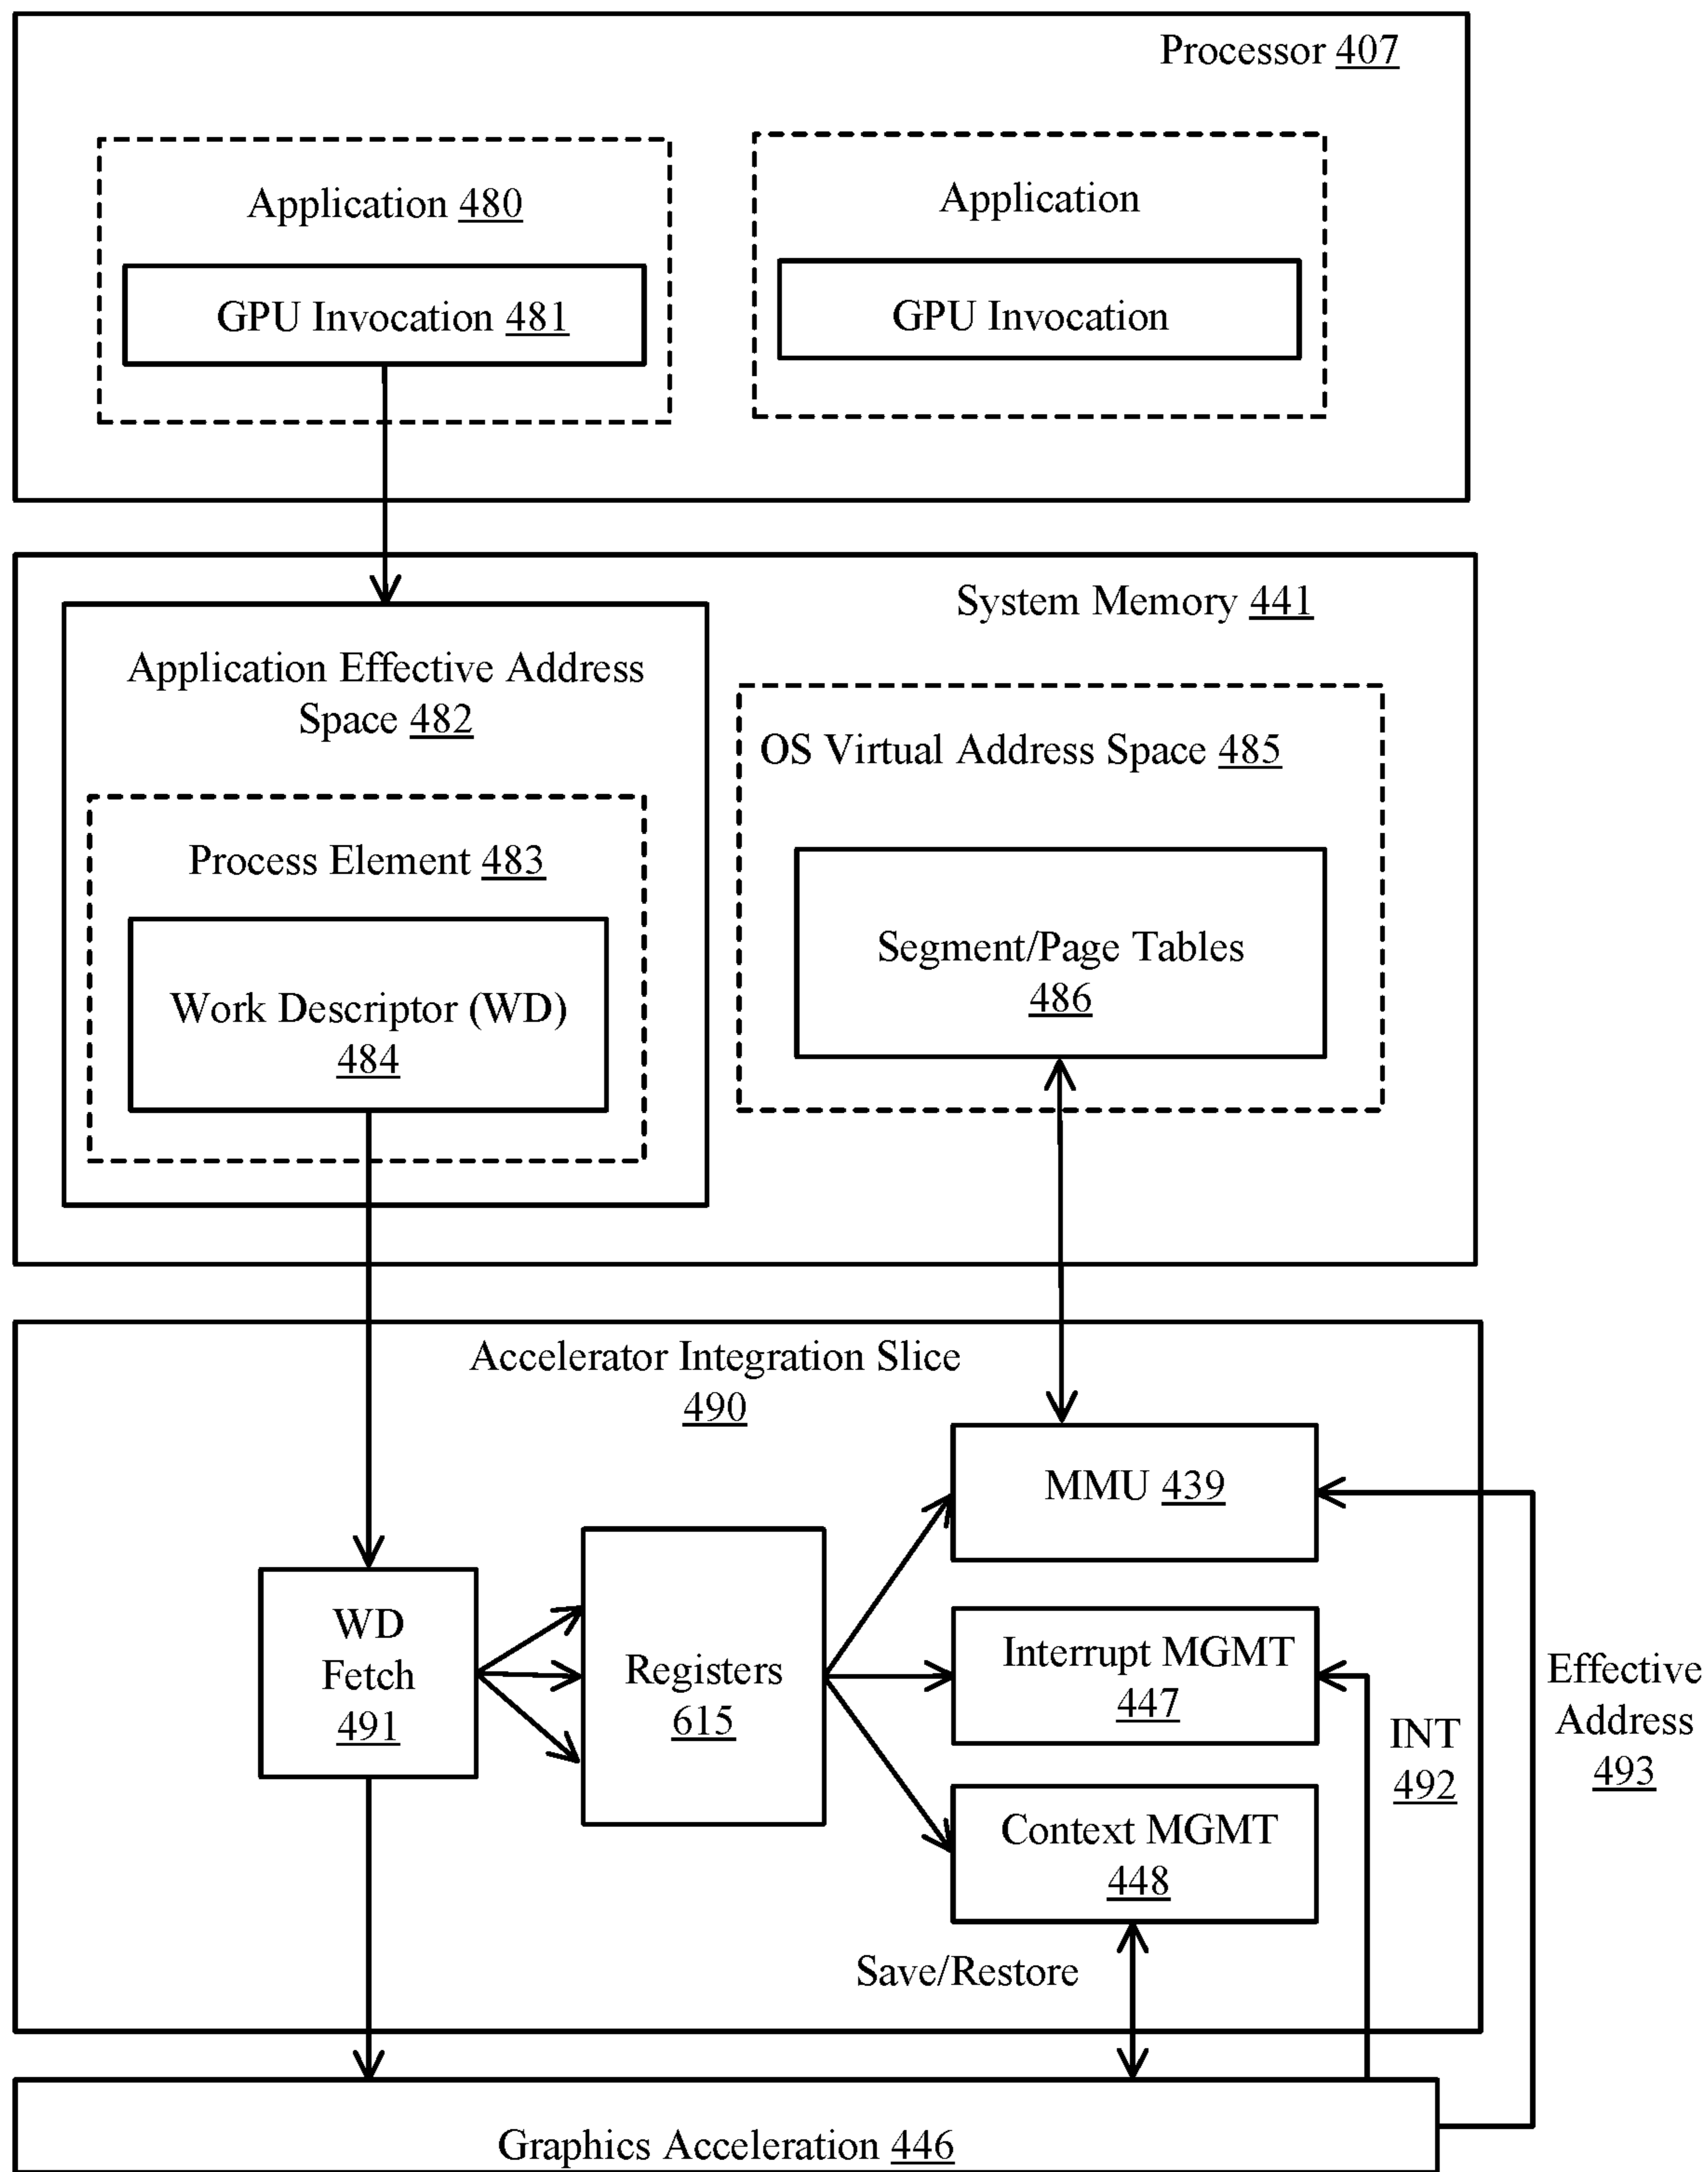 Processor 407
Application 480
Application
GPU Invocation 481
GPU Invocation
System Memory 441
Application Effective Address
Space 482
OS Virtual Address Space 485
Process Element 483
Segment/Page Tables
486
Work Descriptor (WD)
484
Accelerator Integration Slice
490
MMU 439
WD
Fetch
491
Registers
615
Interrupt MGMT
447
Effective
Address
493
INT
492
Context MGMT
448
Save/Restore
Graphics Acceleration 446